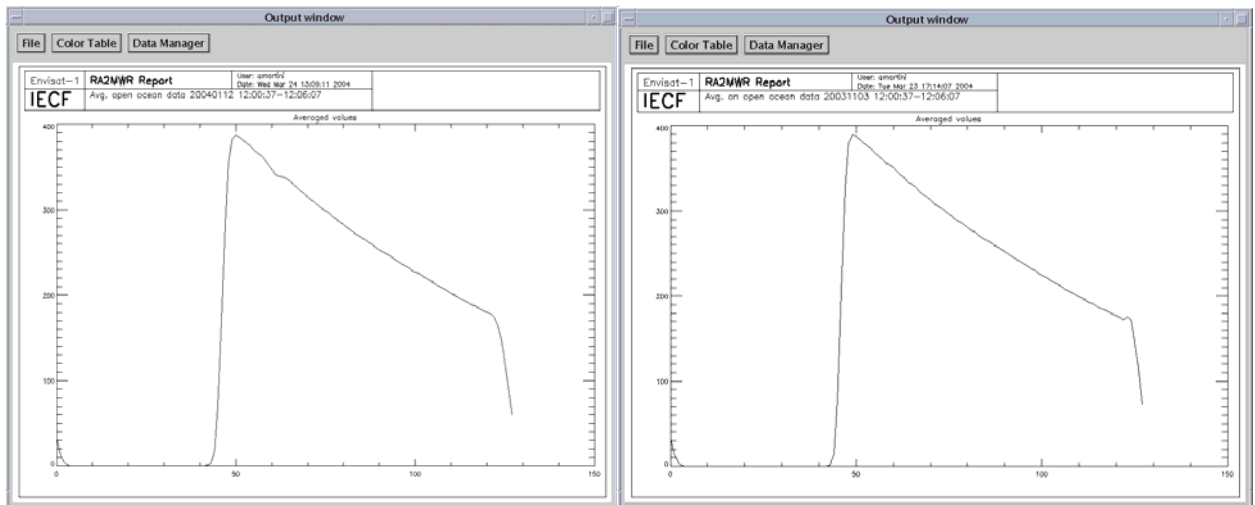 Output window
File Color Table Data Manager
Envisat-1 RA2MWR Report User: amartini
Date: Wed Mar 24 13:09:11 2004
IECF Avg. open ocean data 20040112 12:00:37-12:06:07
Averaged values
400
300
200
100
0
0 50 100 150
Output window
File Color Table Data Manager
Envisat-1 RA2MWR Report User: amartini
Date: Tue Mar 23 17:14:07 2004
IECF Avg. on open ocean data 20031103 12:00:37-12:06:07
Averaged values
400
300
200
100
0
0 50 100 150